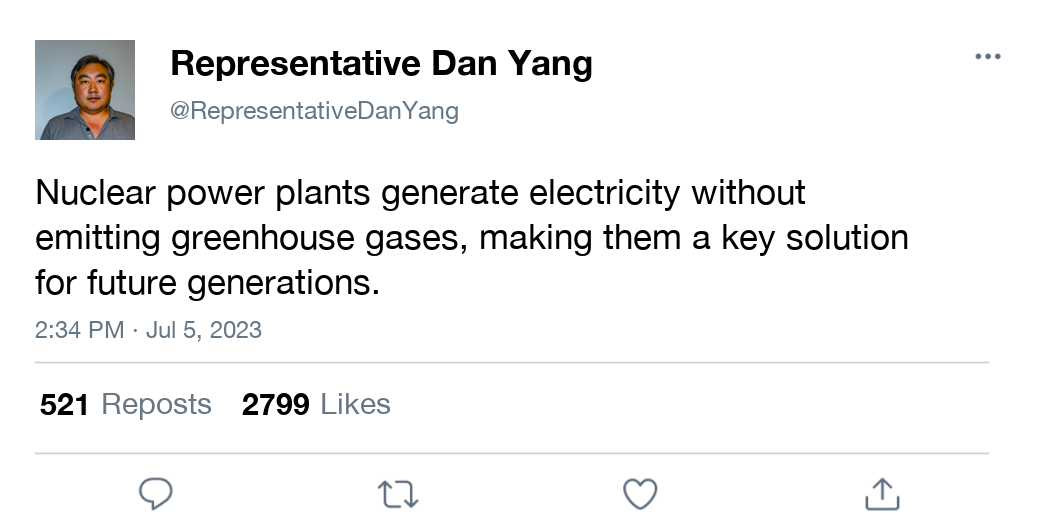 Representative Dan Yang
@RepresentativeDanYang
Nuclear power plants generate electricity without
emitting greenhouse gases, making them a key solution
for future generations.
2:34 PM · Jul 5, 2023
521 Reposts 2799 Likes